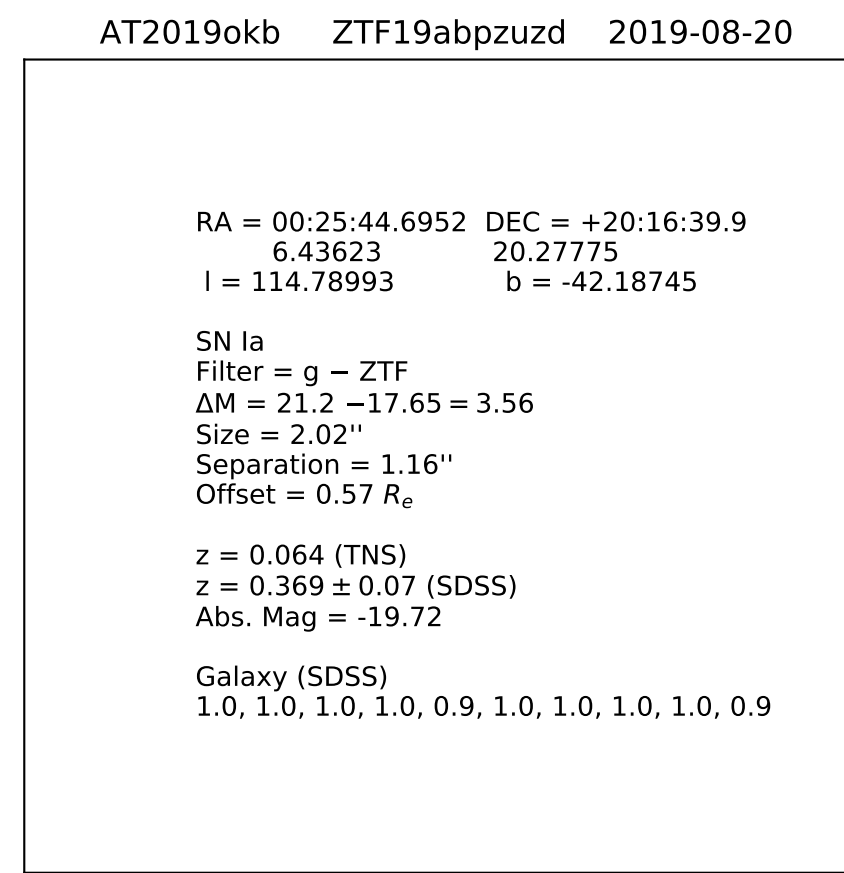 AT2019okb ZTF19abpzuzd 2019-08-20
RA = 00:25:44.6952 DEC = +20:16:39.9
6.43623 20.27775
l = 114.78993 b = -42.18745
SN Ia
Filter = g − ZTF
ΔM = 21.2 −17.65 = 3.56
Size = 2.02''
Separation = 1.16''
Offset = 0.57 Re
z = 0.064 (TNS)
z = 0.369 ± 0.07 (SDSS)
Abs. Mag = -19.72
Galaxy (SDSS)
1.0, 1.0, 1.0, 1.0, 0.9, 1.0, 1.0, 1.0, 1.0, 0.9